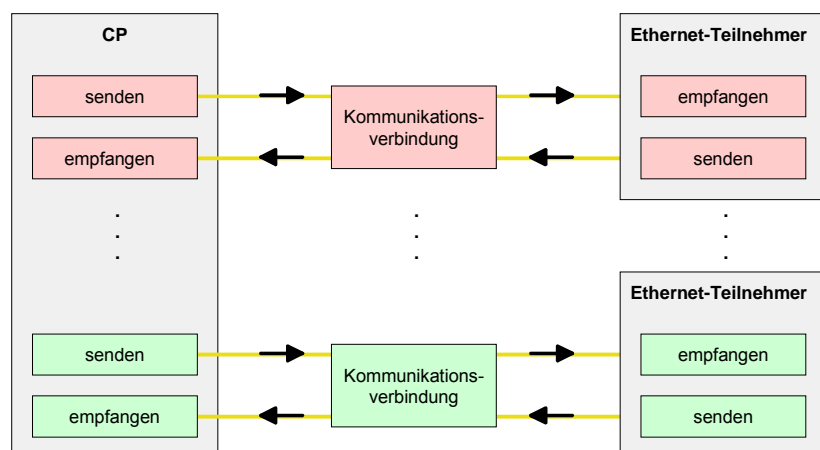 CP
Ethernet-Teilnehmer
senden
Kommunikations-
verbindung
empfangen
empfangen
senden
Ethernet-Teilnehmer
senden
Kommunikations-
verbindung
empfangen
empfangen
senden